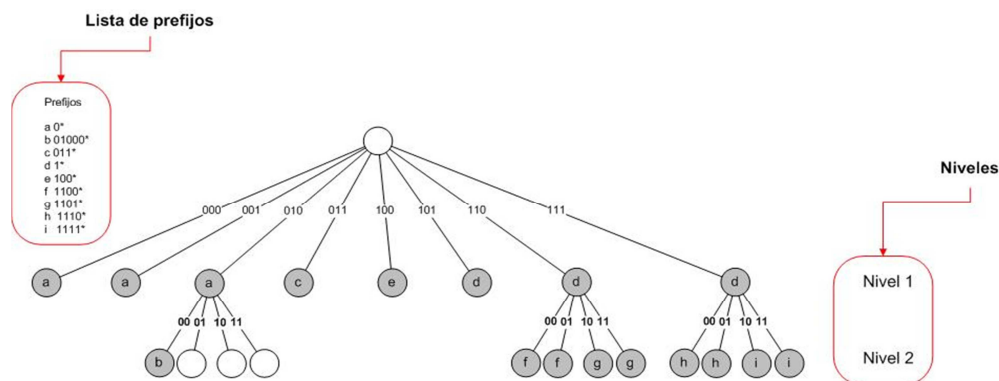 Lista de prefijos
Prefijos
a 0*
b 01000*
c 011*
d 1*
e 100*
f 1100*
g 1101*
h 1110*
i 1111*
Niveles
000 001 010 011 100 101 110 111
a a a c e d d d
Nivel 1
00 01 10 11 00 01 10 11 00 01 10 11
b f f g g h h i i
Nivel 2